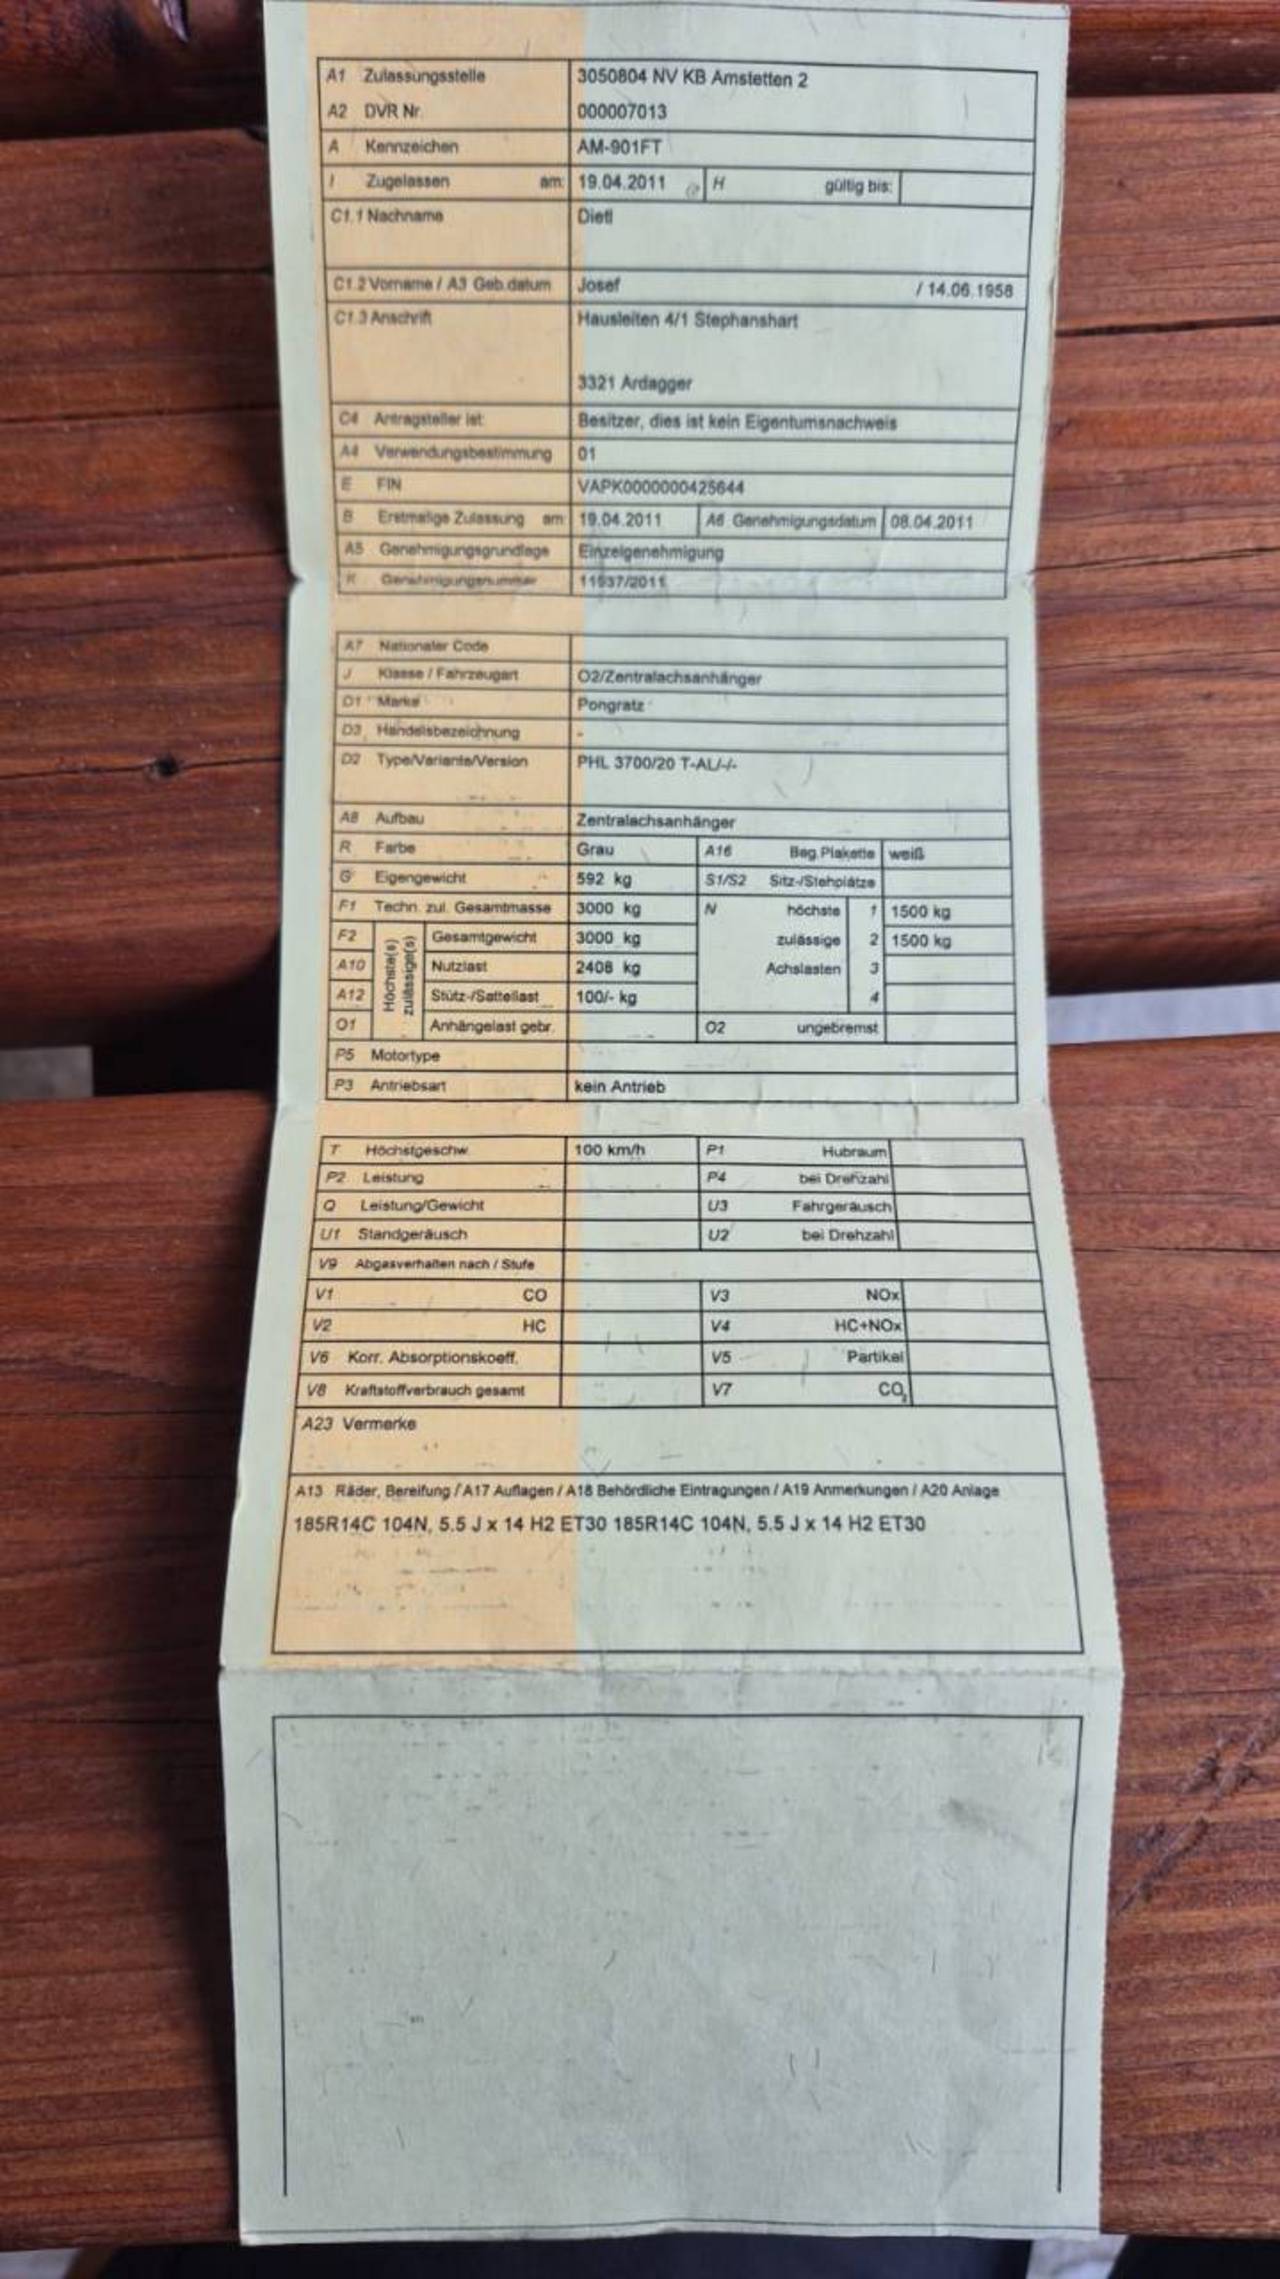 A1 Zulassungsstelle 3050804 NV KB Amstetten 2
A2 DVR Nr. 000007013
A Kennzeichen AM-901FT
I Zugelassen am: 19.04.2011 H gültig bis:
C1.1 Nachname Dietl
C1.2 Vorname / A3 Geb.datum Josef / 14.06.1958
C1.3 Anschrift Hausleiten 4/1 Stephanshart
3321 Ardagger
C4 Antragsteller ist: Besitzer, dies ist kein Eigentumsnachweis
A4 Verwendungsbestimmung 01
E FIN VAPK0000000425644
B Erstmalige Zulassung am: 19.04.2011 A6 Genehmigungsdatum 08.04.2011
A5 Genehmigungsgrundlage Einzelgenehmigung
K Genehmigungsnummer 11637/2011
A7 Nationaler Code
J Klasse / Fahrzeugart O2/Zentralachsanhänger
D1 Marke Pongratz
D3 Handelsbezeichnung -
D2 Type/Variante/Version PHL 3700/20 T-AL/-/-
A8 Aufbau Zentralachsanhänger
R Farbe Grau A16 Beg.Plakette weiß
G Eigengewicht 592 kg S1/S2 Sitz-/Stehplätze
F1 Techn. zul. Gesamtmasse 3000 kg N höchste 1 1500 kg
F2 Höchste(s) zulässige(s) Gesamtgewicht 3000 kg zulässige 2 1500 kg
A10 Nutzlast 2408 kg Achslasten 3
A12 Stütz-/Sattellast 100/- kg 4
O1 Anhängelast gebr. O2 ungebremst
P5 Motortype
P3 Antriebsart kein Antrieb
T Höchstgeschw. 100 km/h P1 Hubraum
P2 Leistung P4 bei Drehzahl
Q Leistung/Gewicht U3 Fahrgeräusch
U1 Standgeräusch U2 bei Drehzahl
V9 Abgasverhalten nach / Stufe
V1 CO V3 NOx
V2 HC V4 HC+NOx
V6 Korr. Absorptionskoeff. V5 Partikel
V8 Kraftstoffverbrauch gesamt V7 CO2
A23 Vermerke
A13 Räder, Bereifung / A17 Auflagen / A18 Behördliche Eintragungen / A19 Anmerkungen / A20 Anlage
185R14C 104N, 5.5 J x 14 H2 ET30 185R14C 104N, 5.5 J x 14 H2 ET30